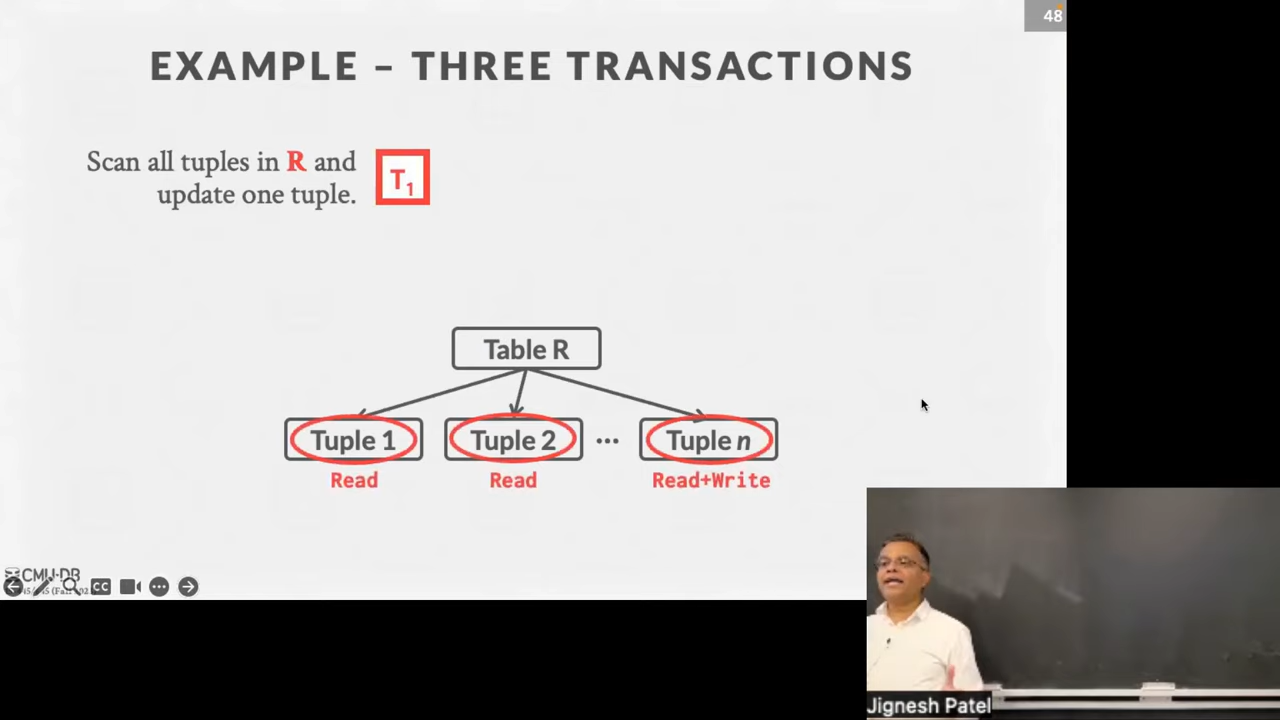 48
EXAMPLE – THREE TRANSACTIONS
Scan all tuples in R and
update one tuple.
T1
Table R
Tuple 1
Tuple 2
...
Tuple n
Read
Read
Read+Write
CMU·DB
CC
Jignesh Patel